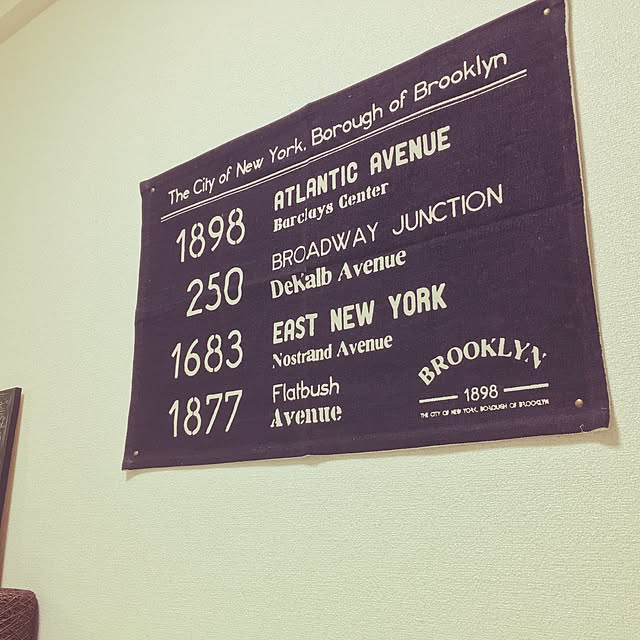 The City of New York, Borough of Brooklyn
1898 ATLANTIC AVENUE
Barclays Center
250 BROADWAY JUNCTION
DeKalb Avenue
1683 EAST NEW YORK
Nostrand Avenue
1877 Flatbush
Avenue
BROOKLYN
1898
THE CITY OF NEW YORK, BOROUGH OF BROOKLYN